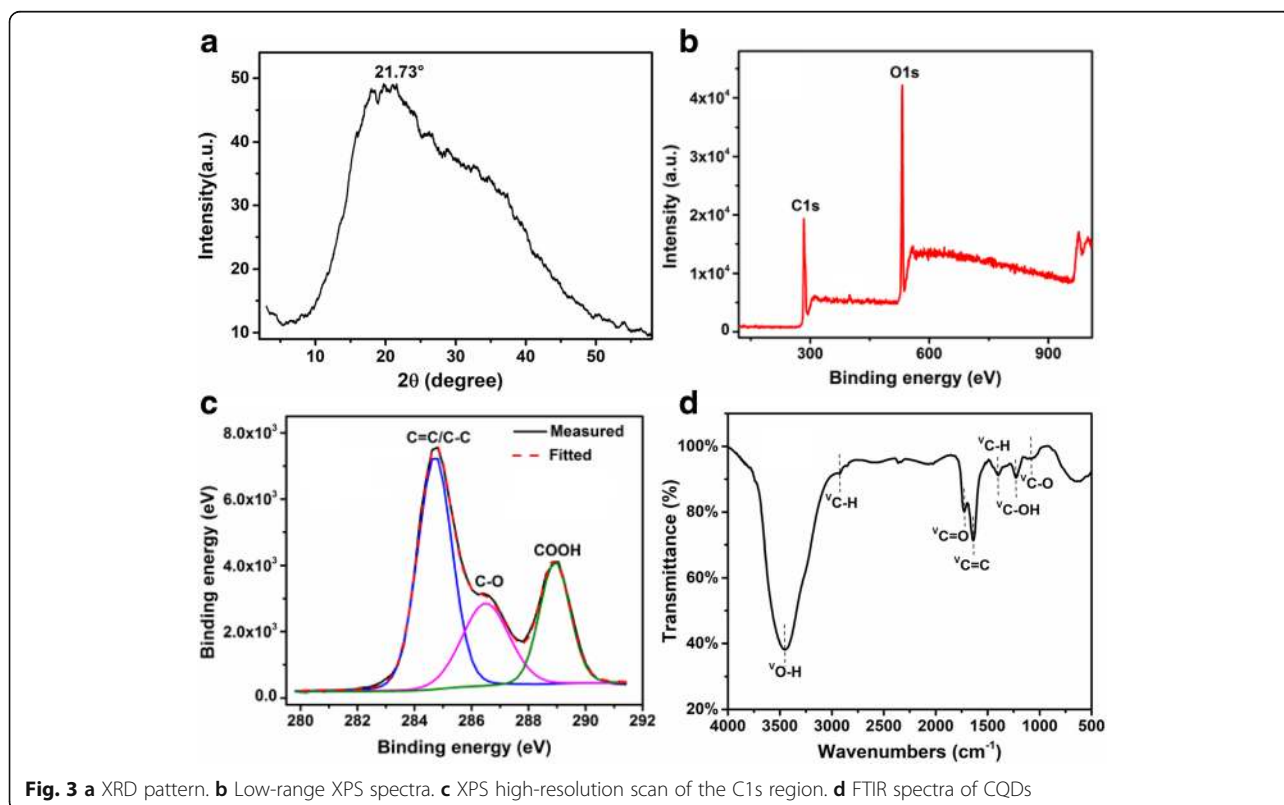 a
21.73°
50
40
30
20
10
Intensity(a.u.)
10 20 30 40 50
2θ (degree)
b
O1s
C1s
4x10⁴
3x10⁴
2x10⁴
1x10⁴
0
Intensity (a.u.)
300 600 900
Binding energy (eV)
c
C=C/C-C
Measured
Fitted
C-O
COOH
8.0x10³
6.0x10³
4.0x10³
2.0x10³
0.0
Binding energy (eV)
280 282 284 286 288 290 292
Binding energy (eV)
d
100%
80%
60%
40%
20%
Transmittance (%)
νO-H
νC-H
νC=O
νC=C
νC-H
νC-OH
νC-O
4000 3500 3000 2500 2000 1500 1000 500
Wavenumbers (cm⁻¹)
Fig. 3 a XRD pattern. b Low-range XPS spectra. c XPS high-resolution scan of the C1s region. d FTIR spectra of CQDs